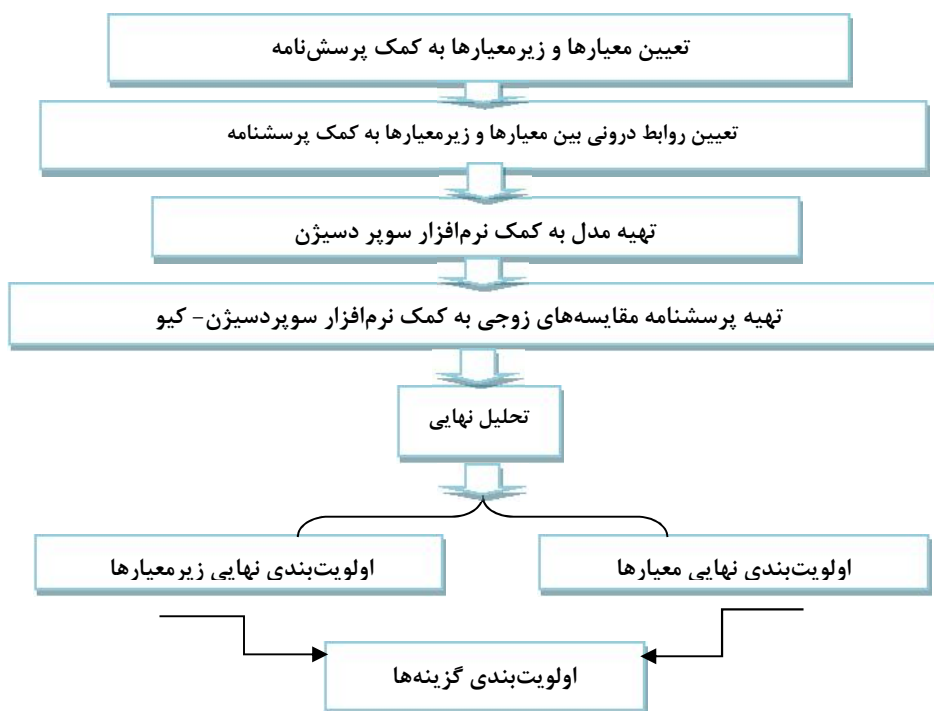 تعیین معیارها و زیرمعیارها به کمک پرسش‌نامه
تعیین روابط درونی بین معیارها و زیرمعیارها به کمک پرسشنامه
تهیه مدل به کمک نرم‌افزار سوپر دسیژن
تهیه پرسشنامه مقایسه‌های زوجی به کمک نرم‌افزار سوپردسیژن- کیو
تحلیل نهایی
اولویت‌بندی نهایی معیارها
اولویت‌بندی نهایی زیرمعیارها
اولویت‌بندی گزینه‌ها